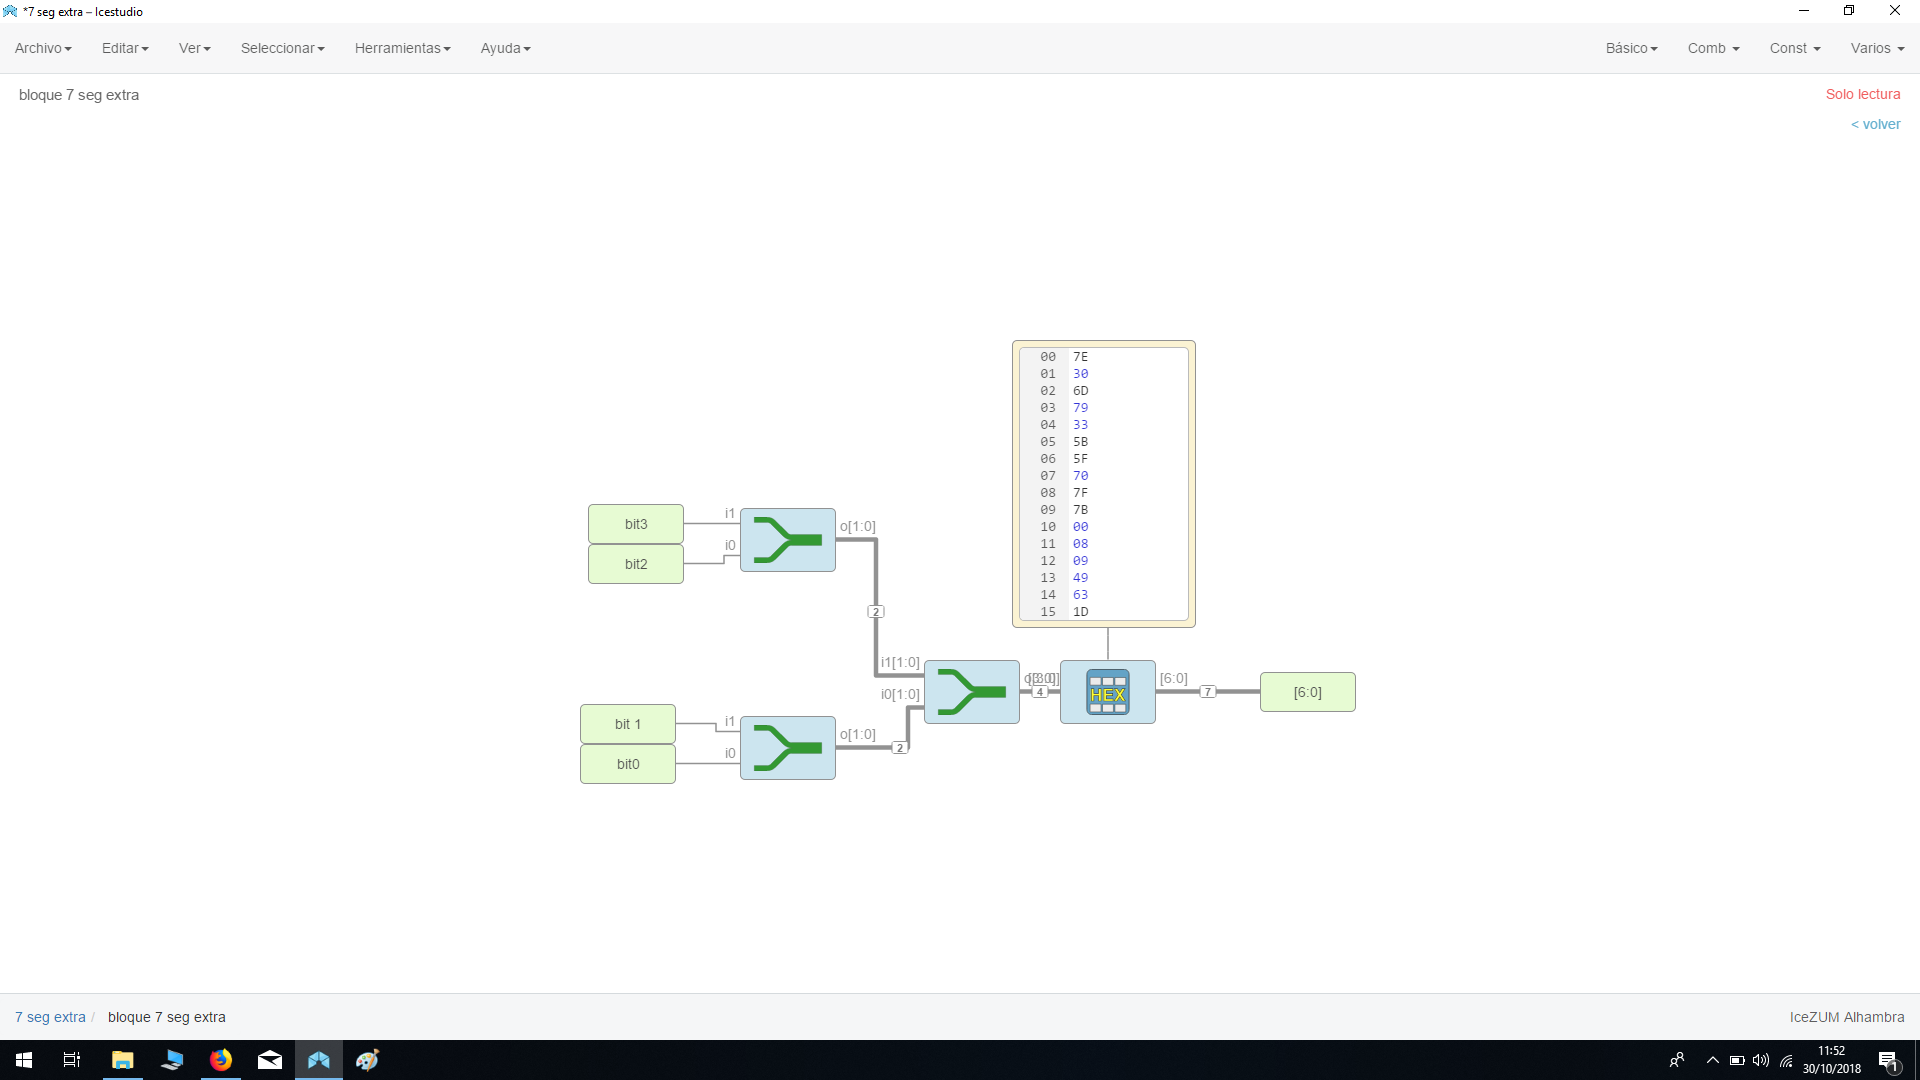 *7 seg extra – Icestudio
Archivo Editar Ver Seleccionar Herramientas Ayuda Básico Comb Const Varios
bloque 7 seg extra
Solo lectura
< volver
00 7E
01 30
02 6D
03 79
04 33
05 5B
06 5F
07 70
08 7F
09 7B
10 00
11 08
12 09
13 49
14 63
15 1D
bit3
bit2
i1
i0
o[1:0]
2
i1[1:0]
i0[1:0]
4
HEX
[6:0]
7
[6:0]
bit 1
bit0
i1
i0
o[1:0]
2
7 seg extra / bloque 7 seg extra
IceZUM Alhambra
11:52
30/10/2018
1